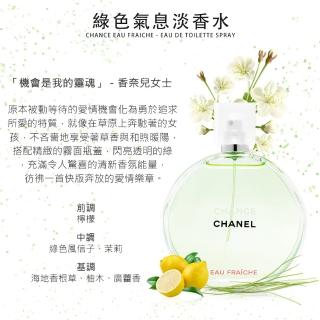 綠色氣息淡香水
CHANCE EAU FRAICHE - EAU DE TOILETTE SPRAY
「機會是我的靈魂」 - 香奈兒女士
原本被動等待的愛情機會化為勇於追求
所愛的特質，就像在草原上奔馳著的女
孩，不吝嗇地享受著草香與和煦暖陽，
搭配精緻的霧面瓶蓋，閃亮透明的綠
，充滿令人驚喜的清新香氛能量，
彷彿一首快版奔放的愛情樂章。
前調
檸檬
中調
綠色風信子、茉莉
基調
海地香根草、柚木、廣藿香
CHANCE
CHANEL
EAU FRAÎCHE